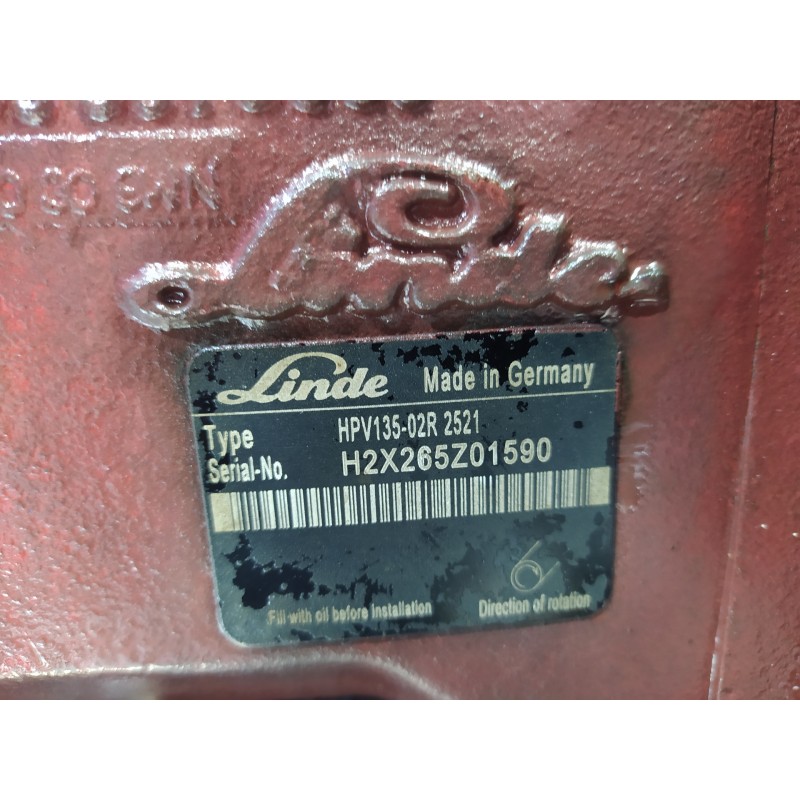 Linde
Linde Made in Germany
Type HPV135-02R 2521
Serial-No. H2X265Z01590
Fill with oil before installation
Direction of rotation